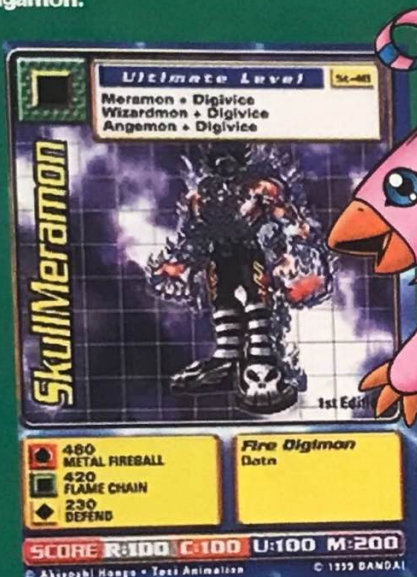 Ultimate Level St-48
Meramon + Digivice
Wizardmon + Digivice
Angemon + Digivice
SkullMeramon
1st Editi
480
METAL FIREBALL
420
FLAME CHAIN
230
DEFEND
Fire Digimon
Data
SCORE R:100 C:100 U:100 M:200
© Akiyoshi Hongo • Toei Animation © 1999 BANDAI